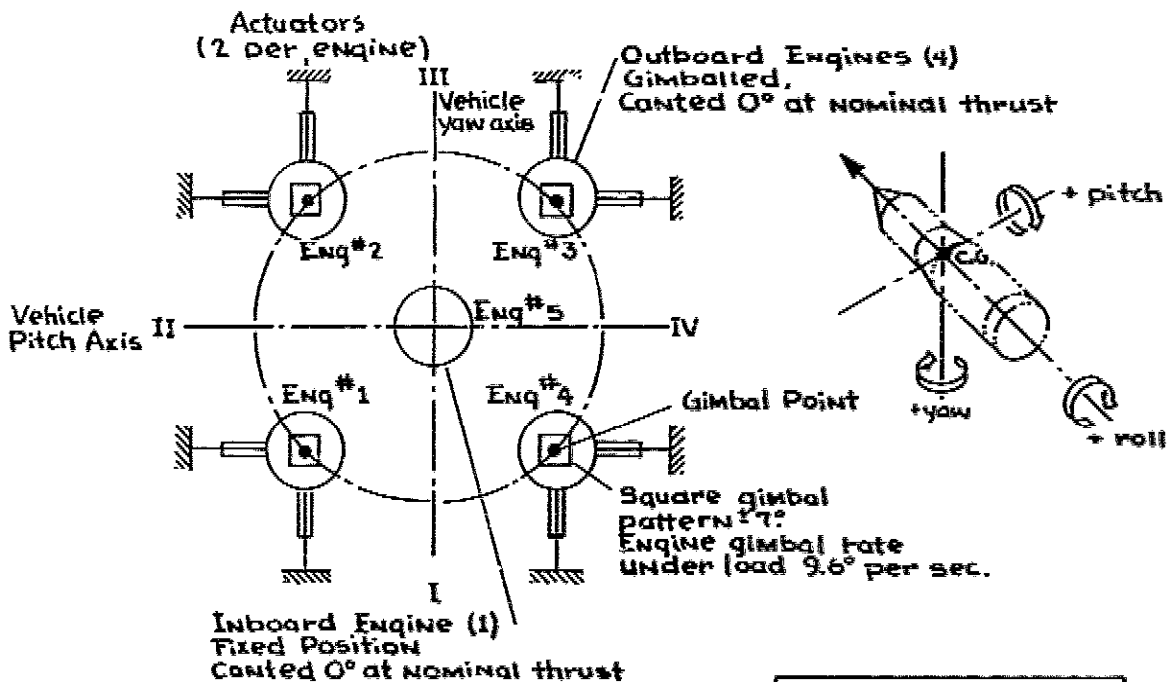 Actuators
(2 per engine)
III
Vehicle
yaw axis
Outboard Engines (4)
Gimballed,
Canted 0° at nominal thrust
+ pitch
C.G.
+yaw
+ roll
Eng #2
Eng #3
Vehicle
Pitch Axis
II
Eng #5
IV
Eng #1
Eng #4
Gimbal Point
Square gimbal
pattern ±7°.
Engine gimbal rate
under load 9.6° per sec.
I
Inboard Engine (1)
Fixed Position
Canted 0° at nominal thrust